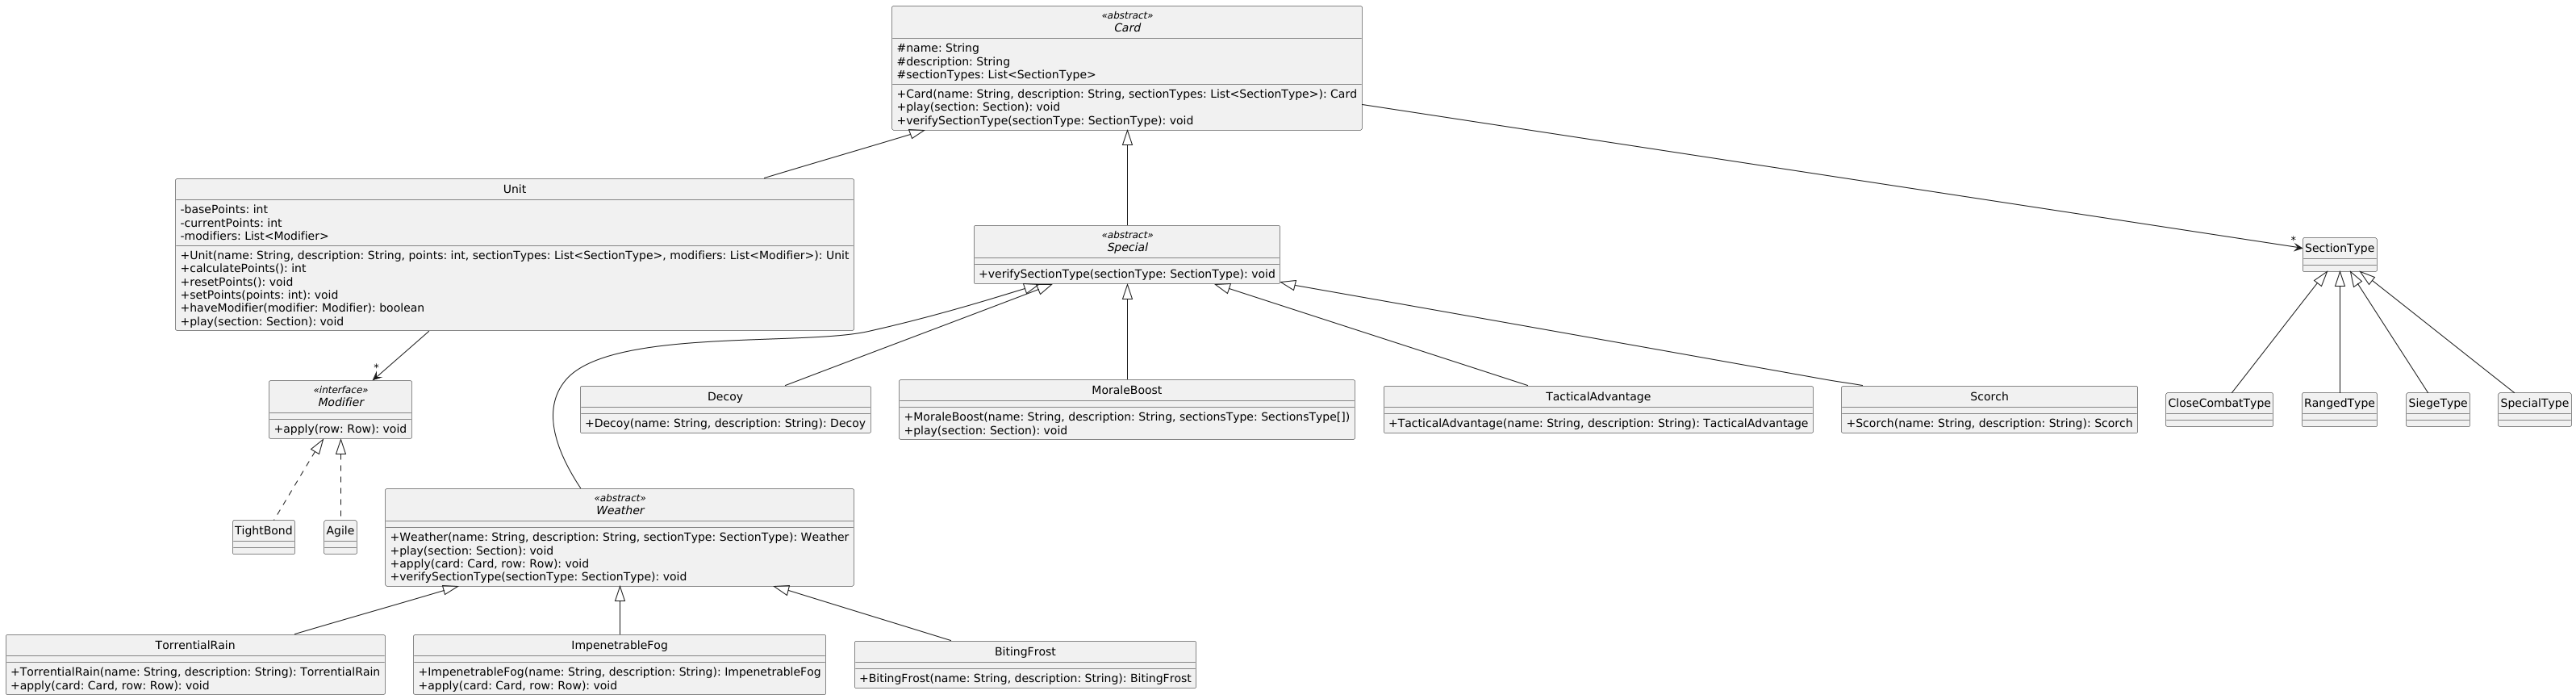 «abstract»
Card
#name: String
#description: String
#sectionTypes: List<SectionType>
+Card(name: String, description: String, sectionTypes: List<SectionType>): Card
+play(section: Section): void
+verifySectionType(sectionType: SectionType): void
Unit
-basePoints: int
-currentPoints: int
-modifiers: List<Modifier>
+Unit(name: String, description: String, points: int, sectionTypes: List<SectionType>, modifiers: List<Modifier>): Unit
+calculatePoints(): int
+resetPoints(): void
+setPoints(points: int): void
+haveModifier(modifier: Modifier): boolean
+play(section: Section): void
«abstract»
Special
+verifySectionType(sectionType: SectionType): void
*
SectionType
*
«interface»
Modifier
+apply(row: Row): void
Decoy
+Decoy(name: String, description: String): Decoy
MoraleBoost
+MoraleBoost(name: String, description: String, sectionsType: SectionsType[])
+play(section: Section): void
TacticalAdvantage
+TacticalAdvantage(name: String, description: String): TacticalAdvantage
Scorch
+Scorch(name: String, description: String): Scorch
CloseCombatType
RangedType
SiegeType
SpecialType
TightBond
Agile
«abstract»
Weather
+Weather(name: String, description: String, sectionType: SectionType): Weather
+play(section: Section): void
+apply(card: Card, row: Row): void
+verifySectionType(sectionType: SectionType): void
TorrentialRain
+TorrentialRain(name: String, description: String): TorrentialRain
+apply(card: Card, row: Row): void
ImpenetrableFog
+ImpenetrableFog(name: String, description: String): ImpenetrableFog
+apply(card: Card, row: Row): void
BitingFrost
+BitingFrost(name: String, description: String): BitingFrost